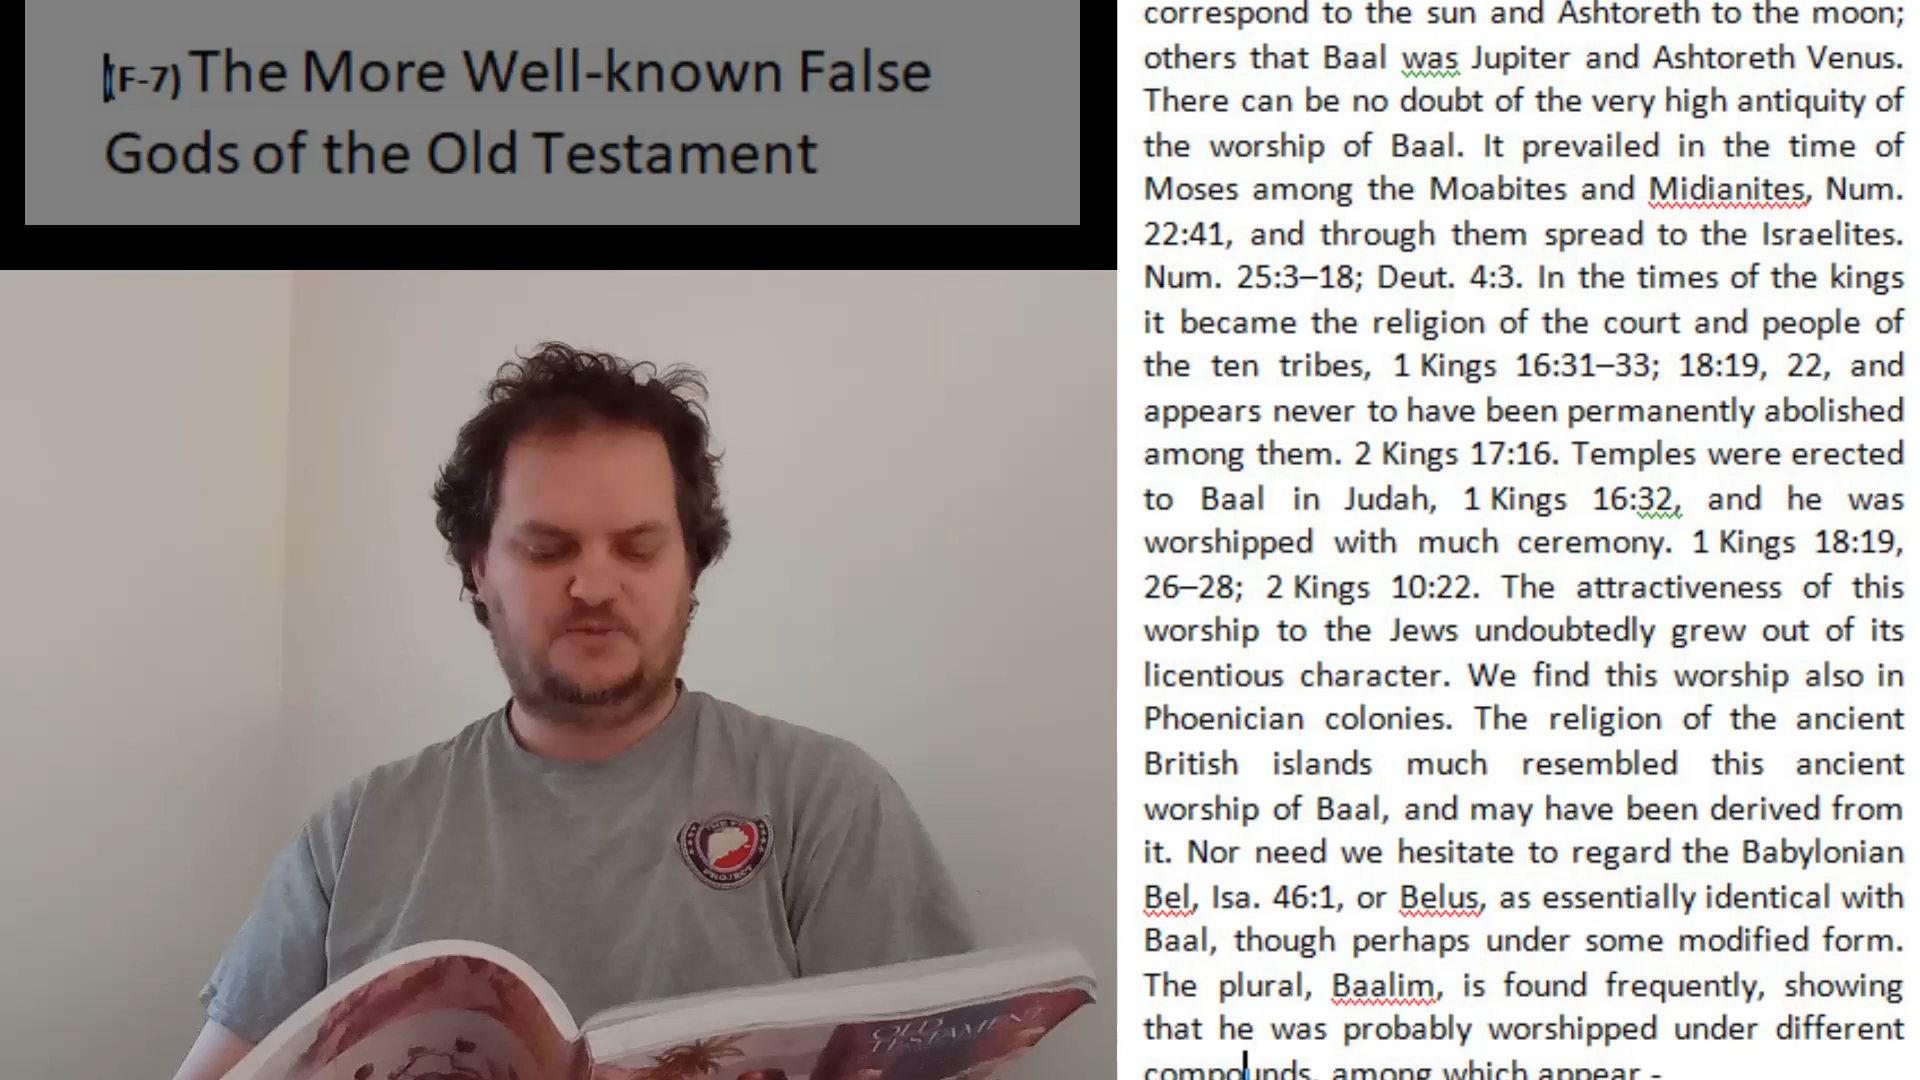 (F-7) The More Well-known False
Gods of the Old Testament
correspond to the sun and Ashtoreth to the moon;
others that Baal was Jupiter and Ashtoreth Venus.
There can be no doubt of the very high antiquity of
the worship of Baal. It prevailed in the time of
Moses among the Moabites and Midianites, Num.
22:41, and through them spread to the Israelites.
Num. 25:3–18; Deut. 4:3. In the times of the kings
it became the religion of the court and people of
the ten tribes, 1 Kings 16:31–33; 18:19, 22, and
appears never to have been permanently abolished
among them. 2 Kings 17:16. Temples were erected
to Baal in Judah, 1 Kings 16:32, and he was
worshipped with much ceremony. 1 Kings 18:19,
26–28; 2 Kings 10:22. The attractiveness of this
worship to the Jews undoubtedly grew out of its
licentious character. We find this worship also in
Phoenician colonies. The religion of the ancient
British islands much resembled this ancient
worship of Baal, and may have been derived from
it. Nor need we hesitate to regard the Babylonian
Bel, Isa. 46:1, or Belus, as essentially identical with
Baal, though perhaps under some modified form.
The plural, Baalim, is found frequently, showing
that he was probably worshipped under different
compounds, among which appear -
PROJECT
OLD
TESTAMENT